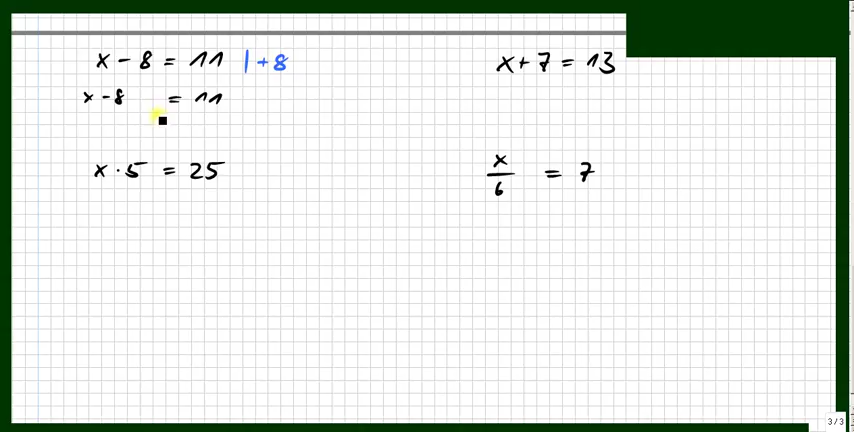 x - 8 = 11 | + 8
x - 8 = 11
x · 5 = 25
x + 7 = 13
x/6 = 7
3 / 3